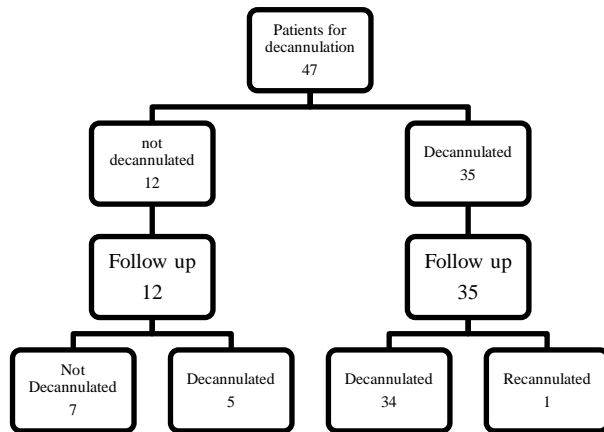 Patients for
decannulation
47
not
decannulated
12
Decannulated
35
Follow up
12
Follow up
35
Not
Decannulated
7
Decannulated
5
Decannulated
34
Recannulated
1